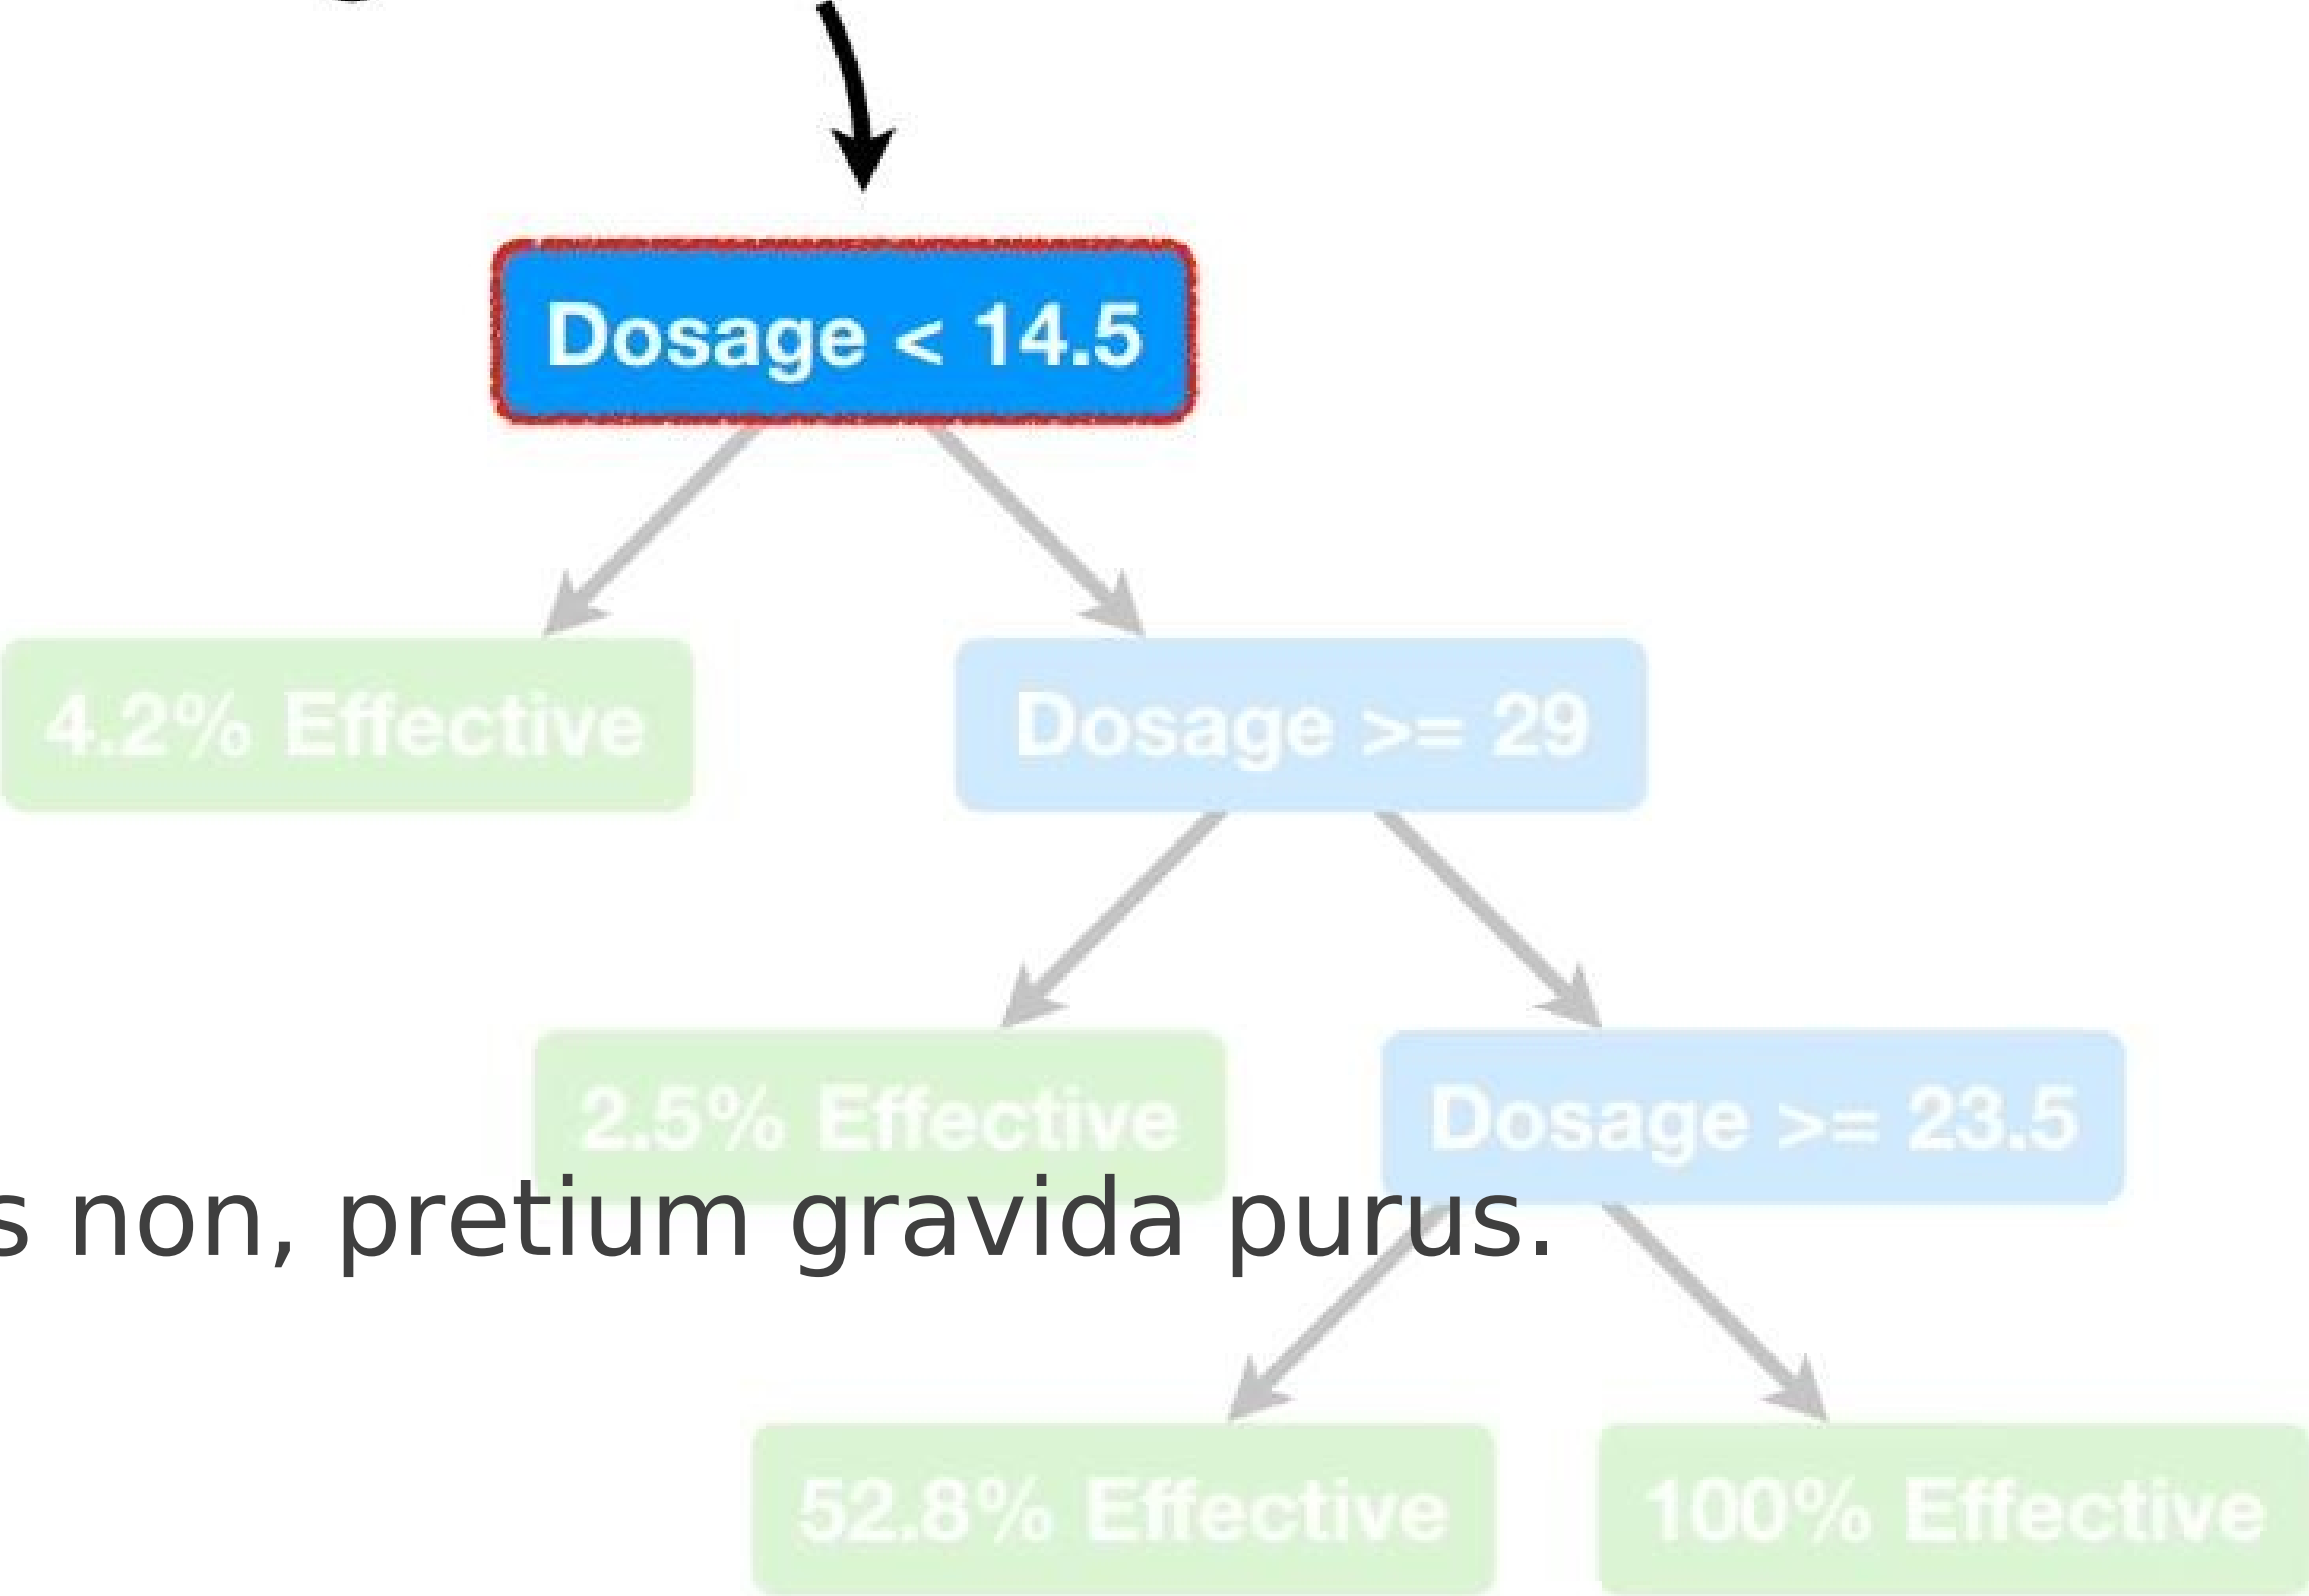 Dosage < 14.5
4.2% Effective
Dosage >= 29
2.5% Effective
Dosage >= 23.5
s non, pretium gravida purus.
52.8% Effective
100% Effective